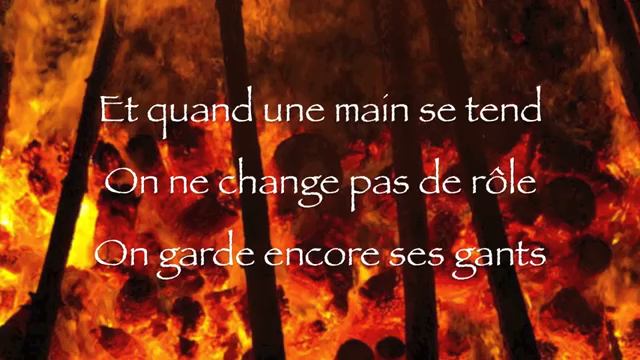 Et quand une main se tend
On ne change pas de rôle
On garde encore ses gants